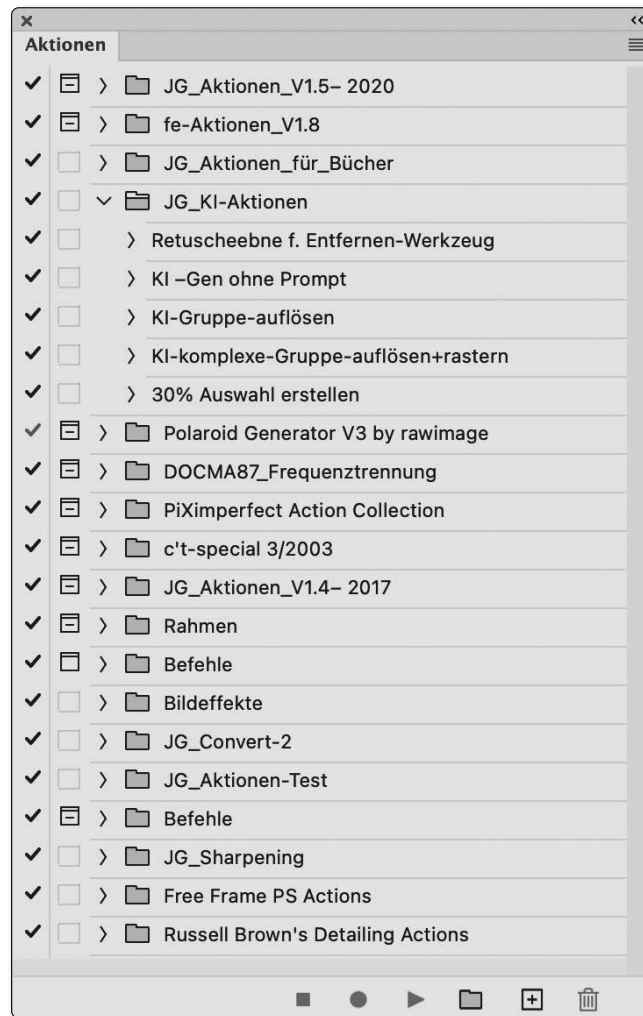 Aktionen
JG_Aktionen_V1.5– 2020
fe-Aktionen_V1.8
JG_Aktionen_für_Bücher
JG_KI-Aktionen
Retuscheebne f. Entfernen-Werkzeug
KI –Gen ohne Prompt
KI-Gruppe-auflösen
KI-komplexe-Gruppe-auflösen+rastern
30% Auswahl erstellen
Polaroid Generator V3 by rawimage
DOCMA87_Frequenztrennung
PiXimperfect Action Collection
c't-special 3/2003
JG_Aktionen_V1.4– 2017
Rahmen
Befehle
Bildeffekte
JG_Convert-2
JG_Aktionen-Test
Befehle
JG_Sharpening
Free Frame PS Actions
Russell Brown's Detailing Actions